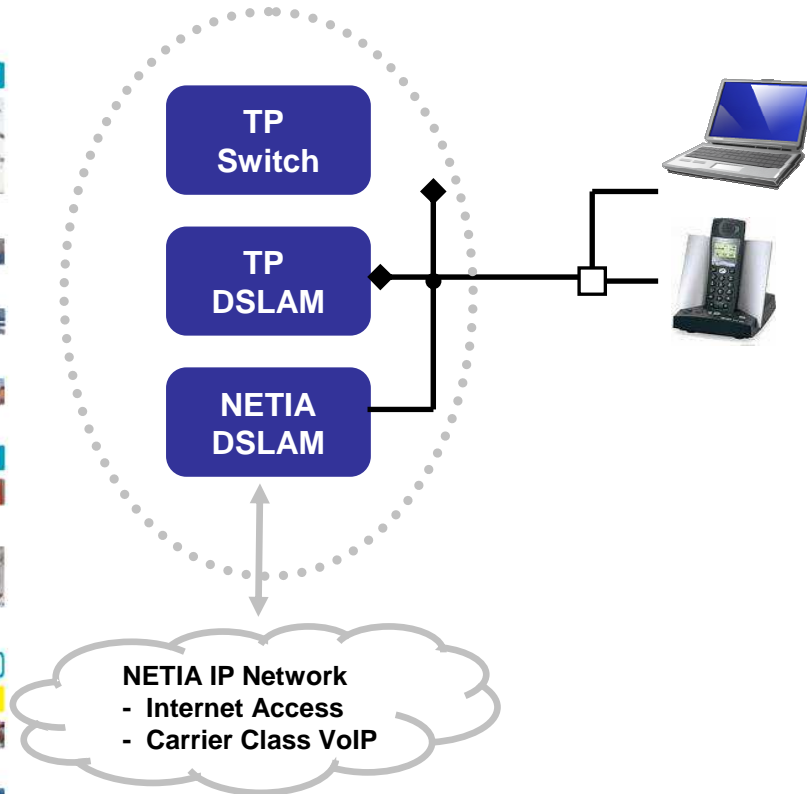 TP
Switch
TP
DSLAM
NETIA
DSLAM
NETIA IP Network
- Internet Access
- Carrier Class VoIP